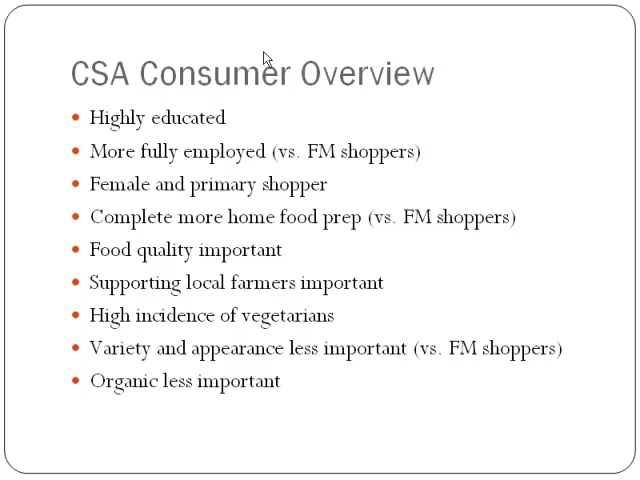 CSA Consumer Overview
• Highly educated
• More fully employed (vs. FM shoppers)
• Female and primary shopper
• Complete more home food prep (vs. FM shoppers)
• Food quality important
• Supporting local farmers important
• High incidence of vegetarians
• Variety and appearance less important (vs. FM shoppers)
• Organic less important